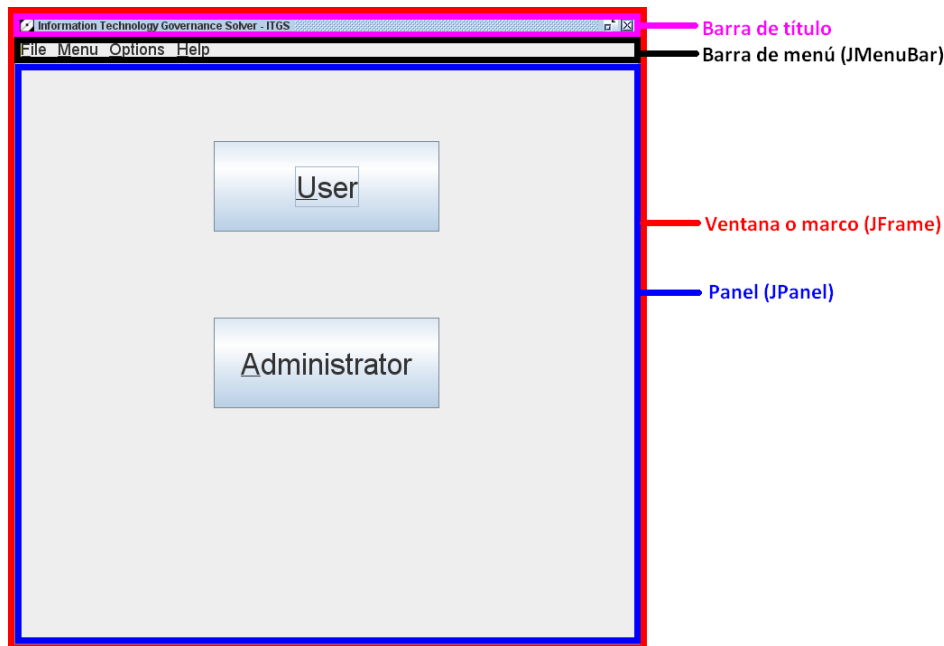 Information Technology Governance Solver - ITGS
File Menu Options Help
User
Administrator
Barra de título
Barra de menú (JMenuBar)
Ventana o marco (JFrame)
Panel (JPanel)